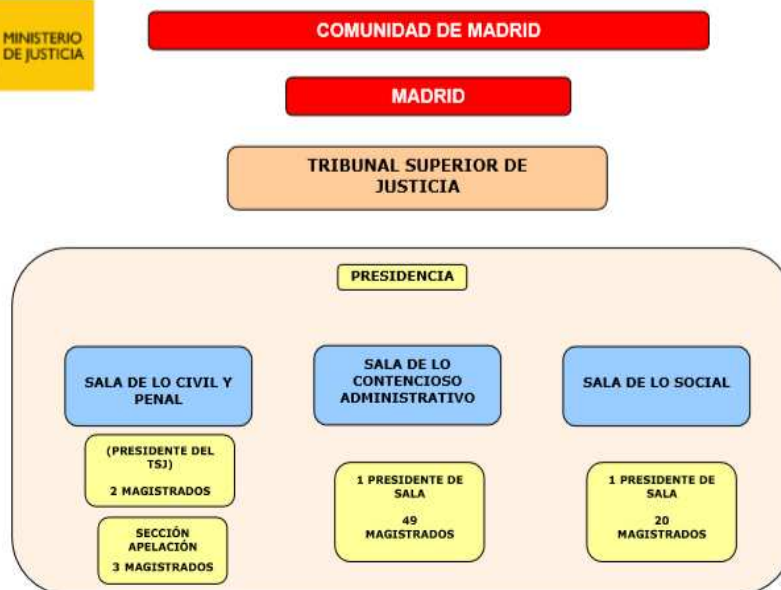 MINISTERIO
DE JUSTICIA
COMUNIDAD DE MADRID
MADRID
TRIBUNAL SUPERIOR DE
JUSTICIA
PRESIDENCIA
SALA DE LO CIVIL Y
PENAL
(PRESIDENTE DEL
TSJ)
2 MAGISTRADOS
SECCIÓN
APELACIÓN
3 MAGISTRADOS
SALA DE LO
CONTENCIOSO
ADMINISTRATIVO
1 PRESIDENTE DE
SALA
49
MAGISTRADOS
SALA DE LO SOCIAL
1 PRESIDENTE DE
SALA
20
MAGISTRADOS